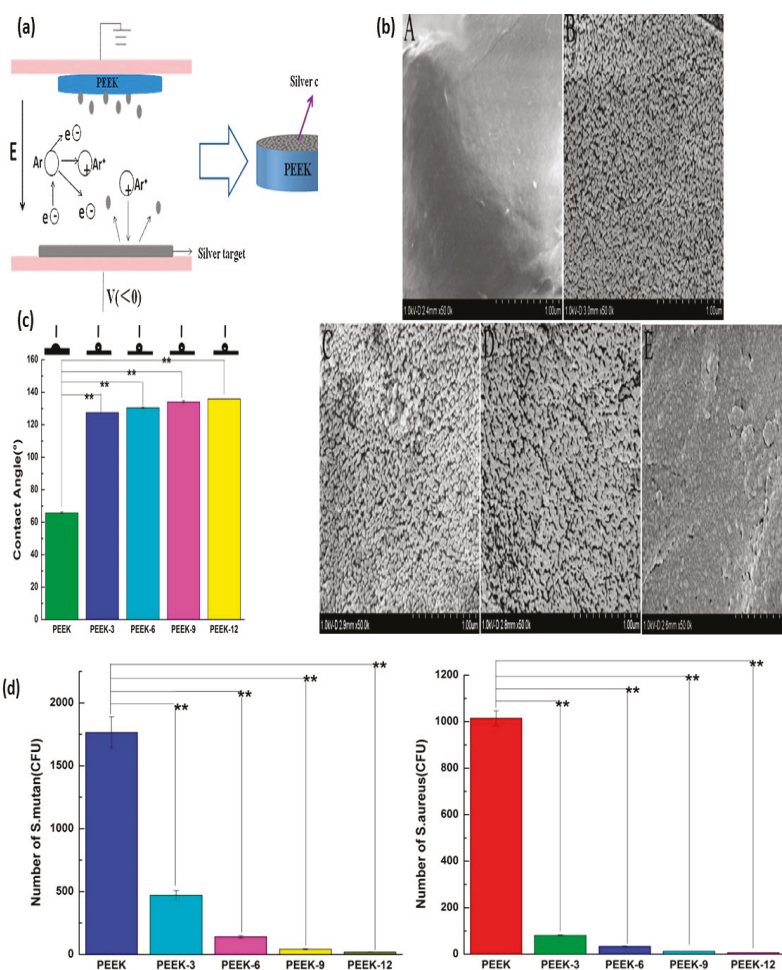 (a)
PEEK
E
e⊖
Ar
Ar⁺
+
Ar⁺
+
e⊖
e⊖
Silver target
V(<0)
Silver c
PEEK
(b)
A
B
1.0kV-D 2.4mm x50.0k 1.00um
1.0kV-D 3.0mm x50.0k 1.00um
C
D
E
1.0kV-D 2.9mm x50.0k 1.00um
1.0kV-D 2.8mm x50.0k 1.00um
1.0kV-D 2.6mm x50.0k 1.00um
(c)
Contact Angle(°)
160
140
120
100
80
60
40
20
0
**
**
**
**
PEEK PEEK-3 PEEK-6 PEEK-9 PEEK-12
(d)
Number of S.mutan(CFU)
2000
1500
1000
500
0
**
**
**
**
PEEK PEEK-3 PEEK-6 PEEK-9 PEEK-12
Number of S.aureus(CFU)
1200
1000
800
600
400
200
0
**
**
**
**
PEEK PEEK-3 PEEK-6 PEEK-9 PEEK-12